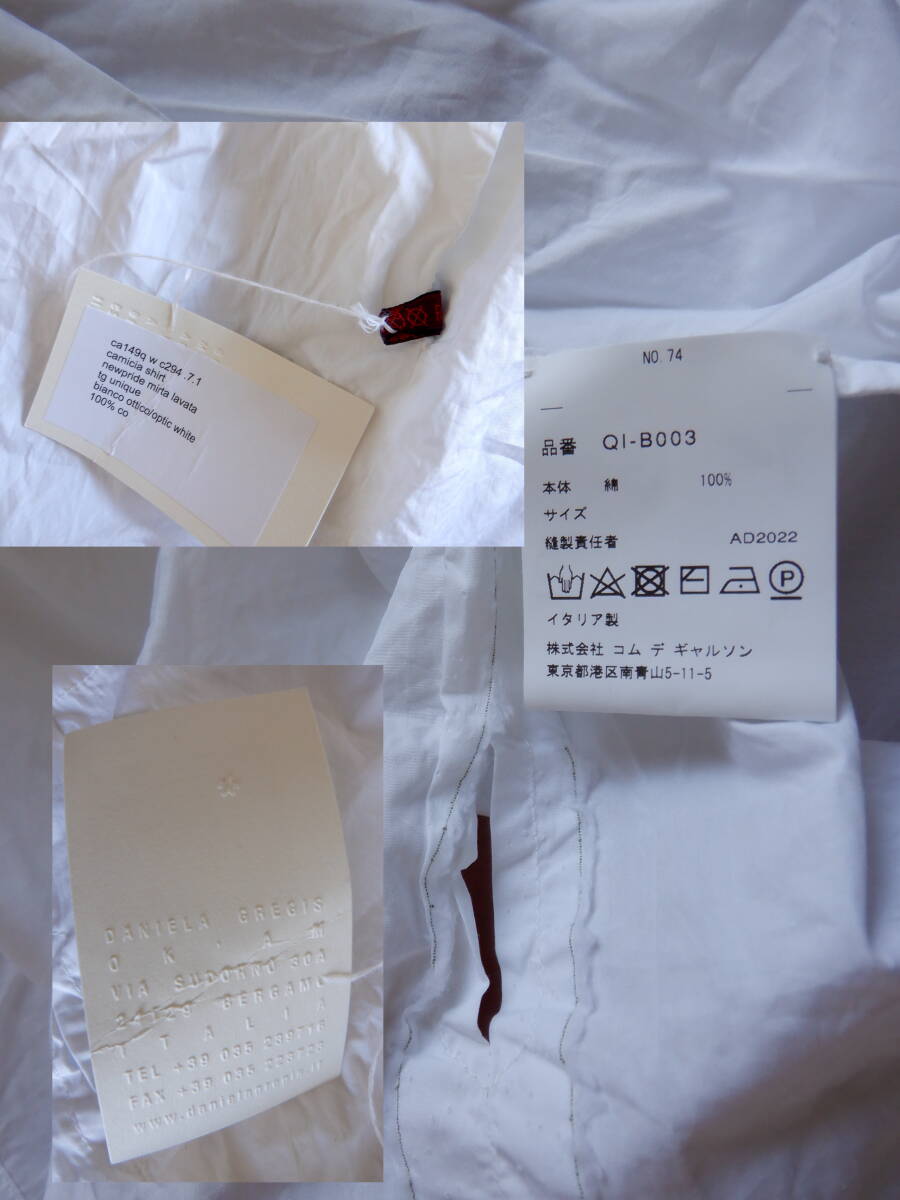 ca149q w c294 .7.1
camicia shirt
newpride mirta lavata
tg unique
bianco ottico/optic white
100% co
NO. 74
品番 QI-B003
本体 綿 100%
サイズ
縫製責任者 AD2022
P
イタリア製
株式会社 コム デ ギャルソン
東京都港区南青山5-11-5
DANIELA GREGIS
OK,AM
VIA SUDORNO 30A
24129 BERGAMO
ITALIA
TEL +39 035 239716
FAX +39 035 223723
www.danielagregis.it